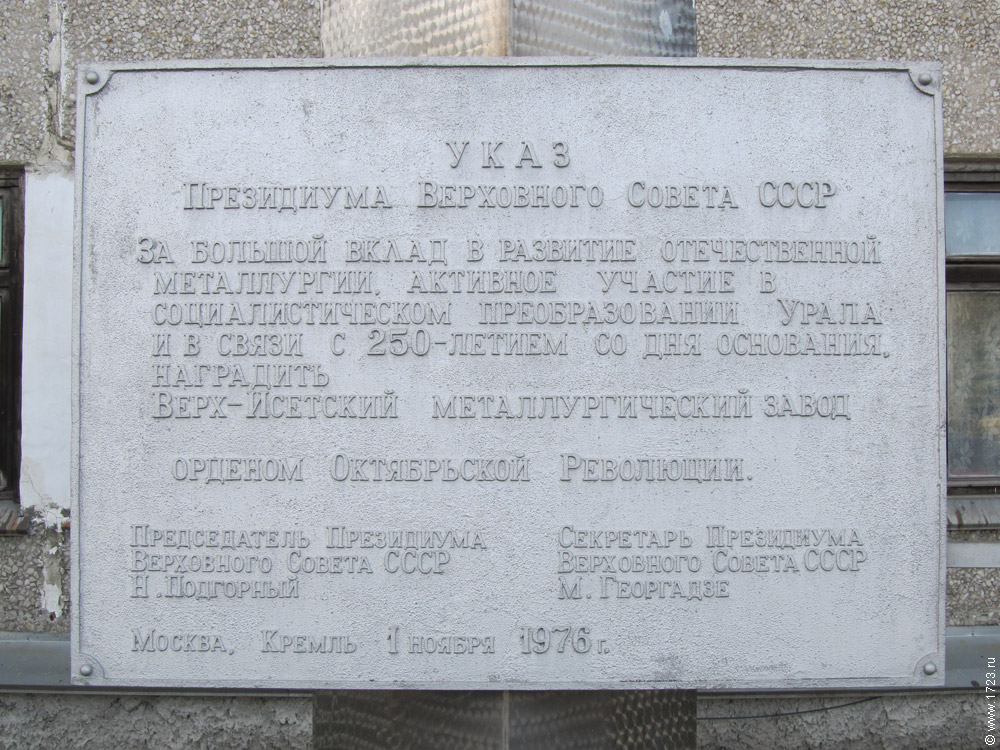 УКАЗ
Президиума Верховного Совета СССР
За большой вклад в развитие отечественной
металлургии, активное участие в
социалистическом преобразовании Урала
и в связи с 250-летием со дня основания,
наградить
Верх-Исетский металлургический завод
орденом Октябрьской Революции.
Председатель Президиума
Верховного Совета СССР
Н.Подгорный
Секретарь Президиума
Верховного Совета СССР
М. Георгадзе
Москва, Кремль 1 ноября 1976 г.
© www.1723.ru